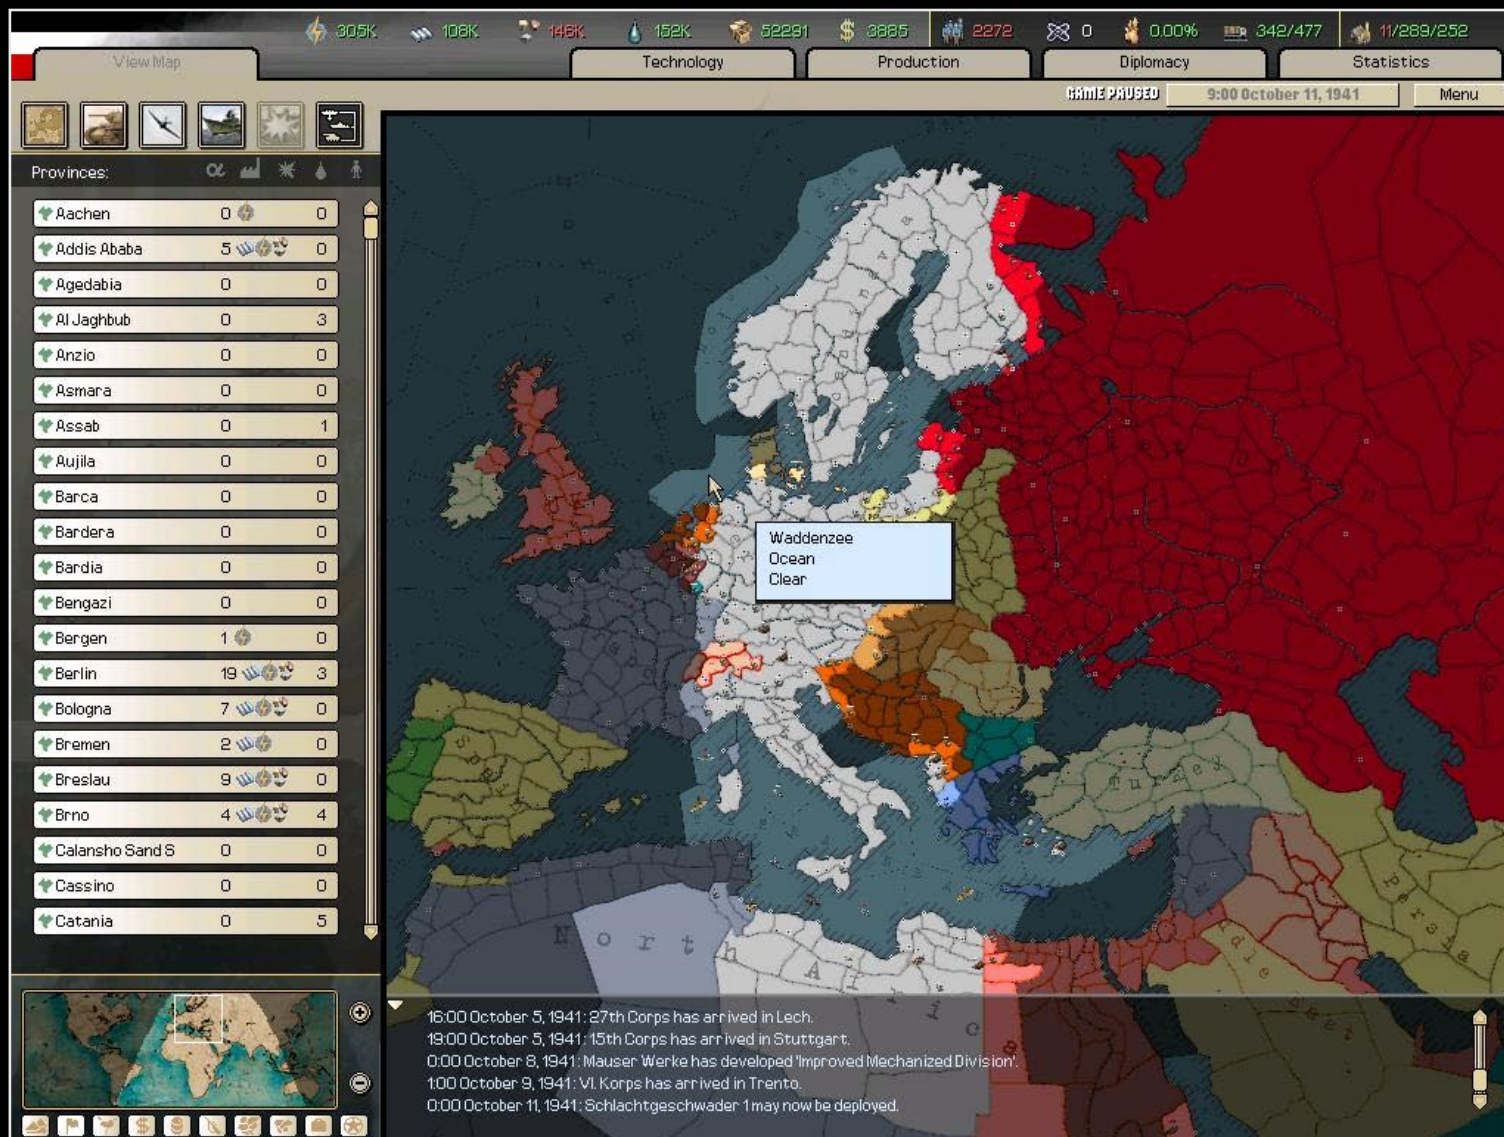 305K 108K 146K 152K 52291 3885 2272 0 0.00% 342/477 11/289/252
View Map Technology Production Diplomacy Statistics
GAME PAUSED 9:00 October 11, 1941 Menu
Provinces:
Aachen 0 0
Addis Ababa 5 0
Agedabia 0 0
Al Jaghbub 0 3
Anzio 0 0
Asmara 0 0
Assab 0 1
Aujila 0 0
Barca 0 0
Bardera 0 0
Bardia 0 0
Bengazi 0 0
Bergen 1 0
Berlin 19 3
Bologna 7 0
Bremen 2 0
Breslau 9 0
Brno 4 4
Calansho Sand S 0 0
Cassino 0 0
Catania 0 5
Waddenzee
Ocean
Clear
Turkey
Persia
North Africa
16:00 October 5, 1941: 27th Corps has arrived in Lech.
19:00 October 5, 1941: 15th Corps has arrived in Stuttgart.
0:00 October 8, 1941: Mauser Werke has developed 'Improved Mechanized Division'.
1:00 October 9, 1941: VI. Korps has arrived in Trento.
0:00 October 11, 1941: Schlachtgeschwader 1 may now be deployed.